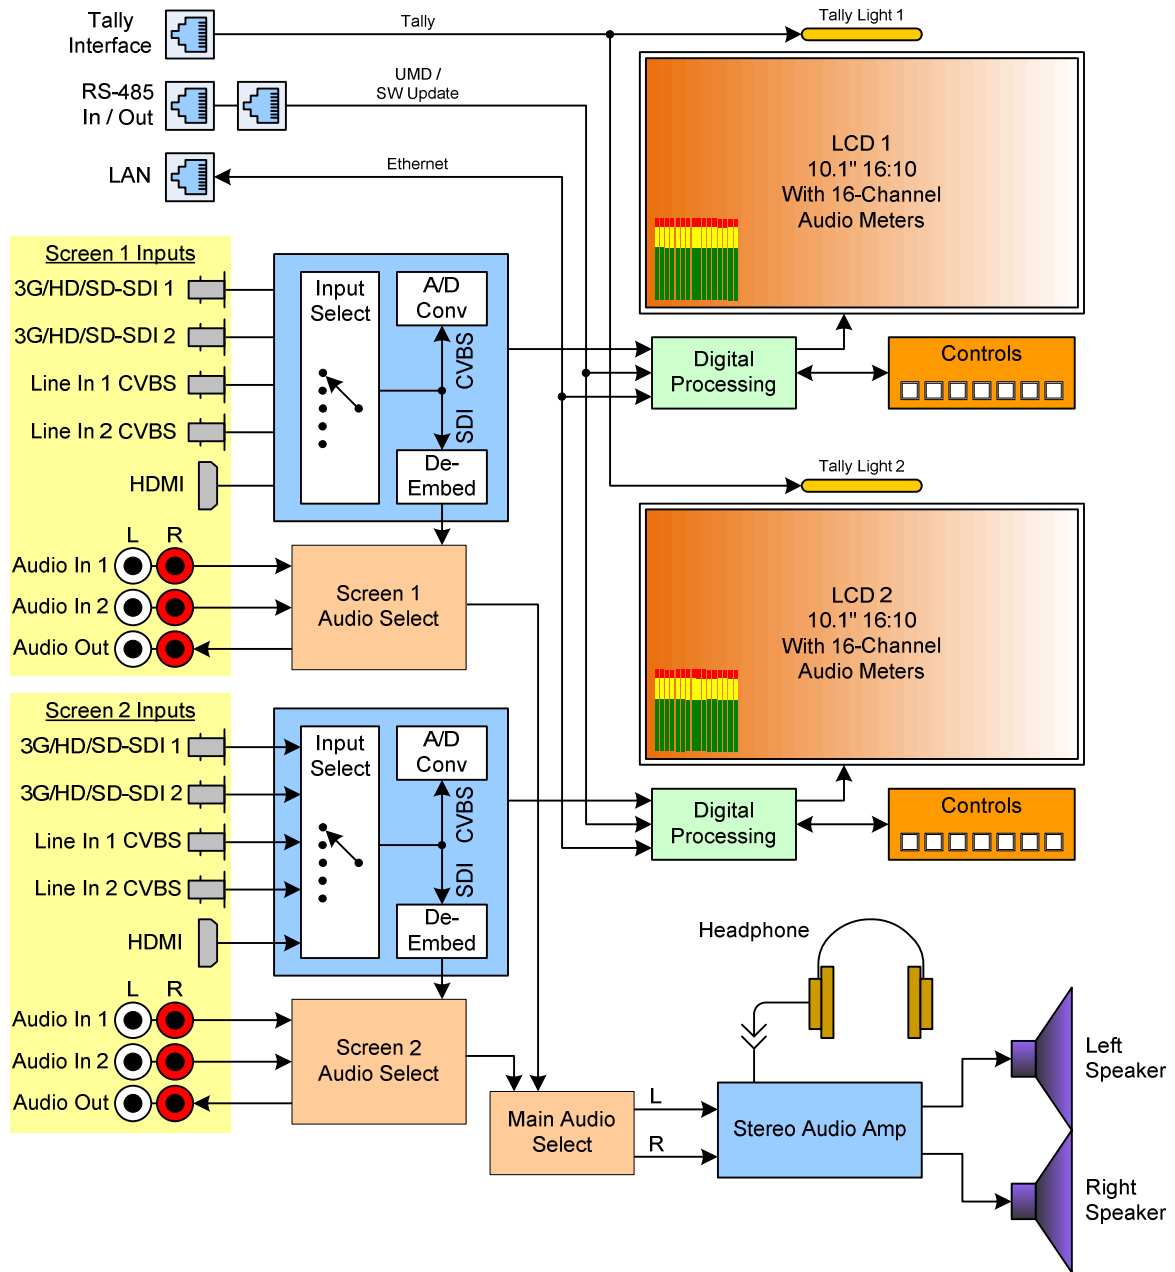 Tally
Interface
Tally
Tally Light 1
RS-485
In / Out
UMD /
SW Update
LAN
Ethernet
LCD 1
10.1" 16:10
With 16-Channel
Audio Meters
Screen 1 Inputs
3G/HD/SD-SDI 1
3G/HD/SD-SDI 2
Line In 1 CVBS
Line In 2 CVBS
HDMI
L R
Audio In 1
Audio In 2
Audio Out
Input
Select
A/D
Conv
CVBS
SDI
De-
Embed
Screen 1
Audio Select
Digital
Processing
Controls
Tally Light 2
LCD 2
10.1" 16:10
With 16-Channel
Audio Meters
Screen 2 Inputs
3G/HD/SD-SDI 1
3G/HD/SD-SDI 2
Line In 1 CVBS
Line In 2 CVBS
HDMI
L R
Audio In 1
Audio In 2
Audio Out
Input
Select
A/D
Conv
CVBS
SDI
De-
Embed
Screen 2
Audio Select
Digital
Processing
Controls
Headphone
Main Audio
Select
L
R
Stereo Audio Amp
Left
Speaker
Right
Speaker